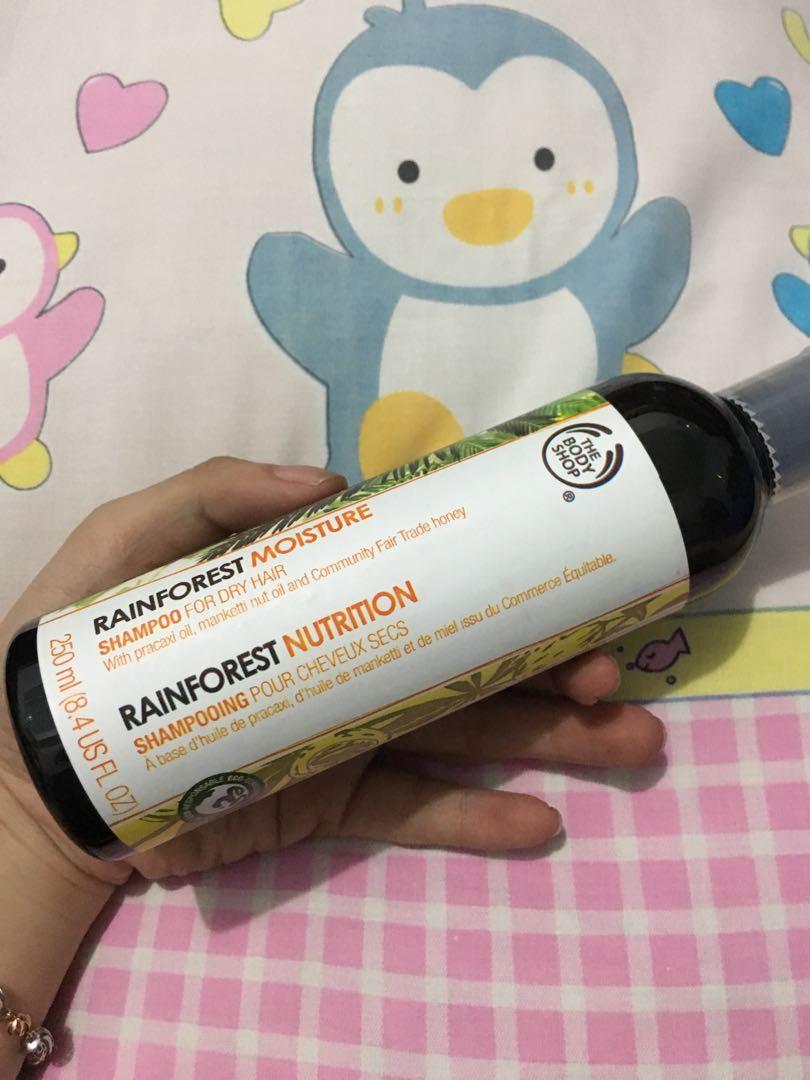 THE
BODY
SHOP
®
RAINFOREST MOISTURE
SHAMPOO FOR DRY HAIR
With pracaxi oil, manketti nut oil and Community Fair Trade honey
RAINFOREST NUTRITION
SHAMPOOING POUR CHEVEUX SECS
À base d'huile de pracaxi, d'huile de manketti et de miel issu du Commerce Équitable.
250 ml (8.4 US FL OZ)
RESPONSIBLE ECO